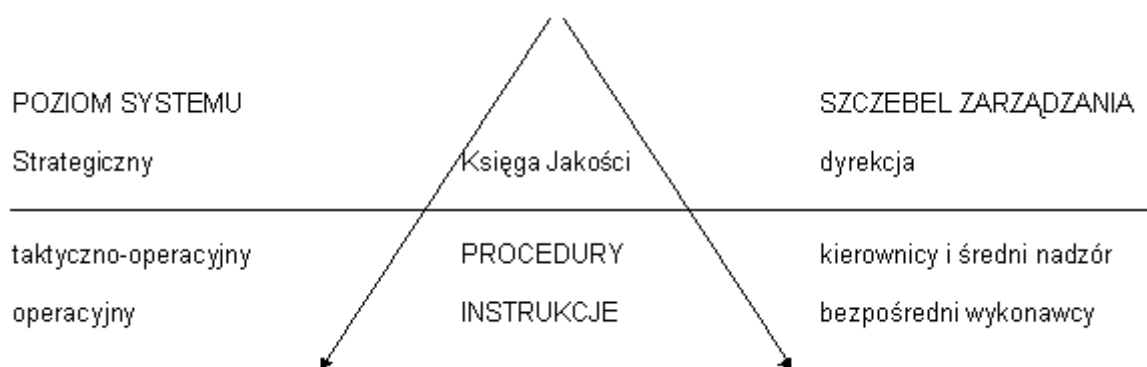 POZIOM SYSTEMU SZCZEBEL ZARZĄDZANIA
Strategiczny Księga Jakości dyrekcja
taktyczno-operacyjny PROCEDURY kierownicy i średni nadzór
operacyjny INSTRUKCJE bezpośredni wykonawcy